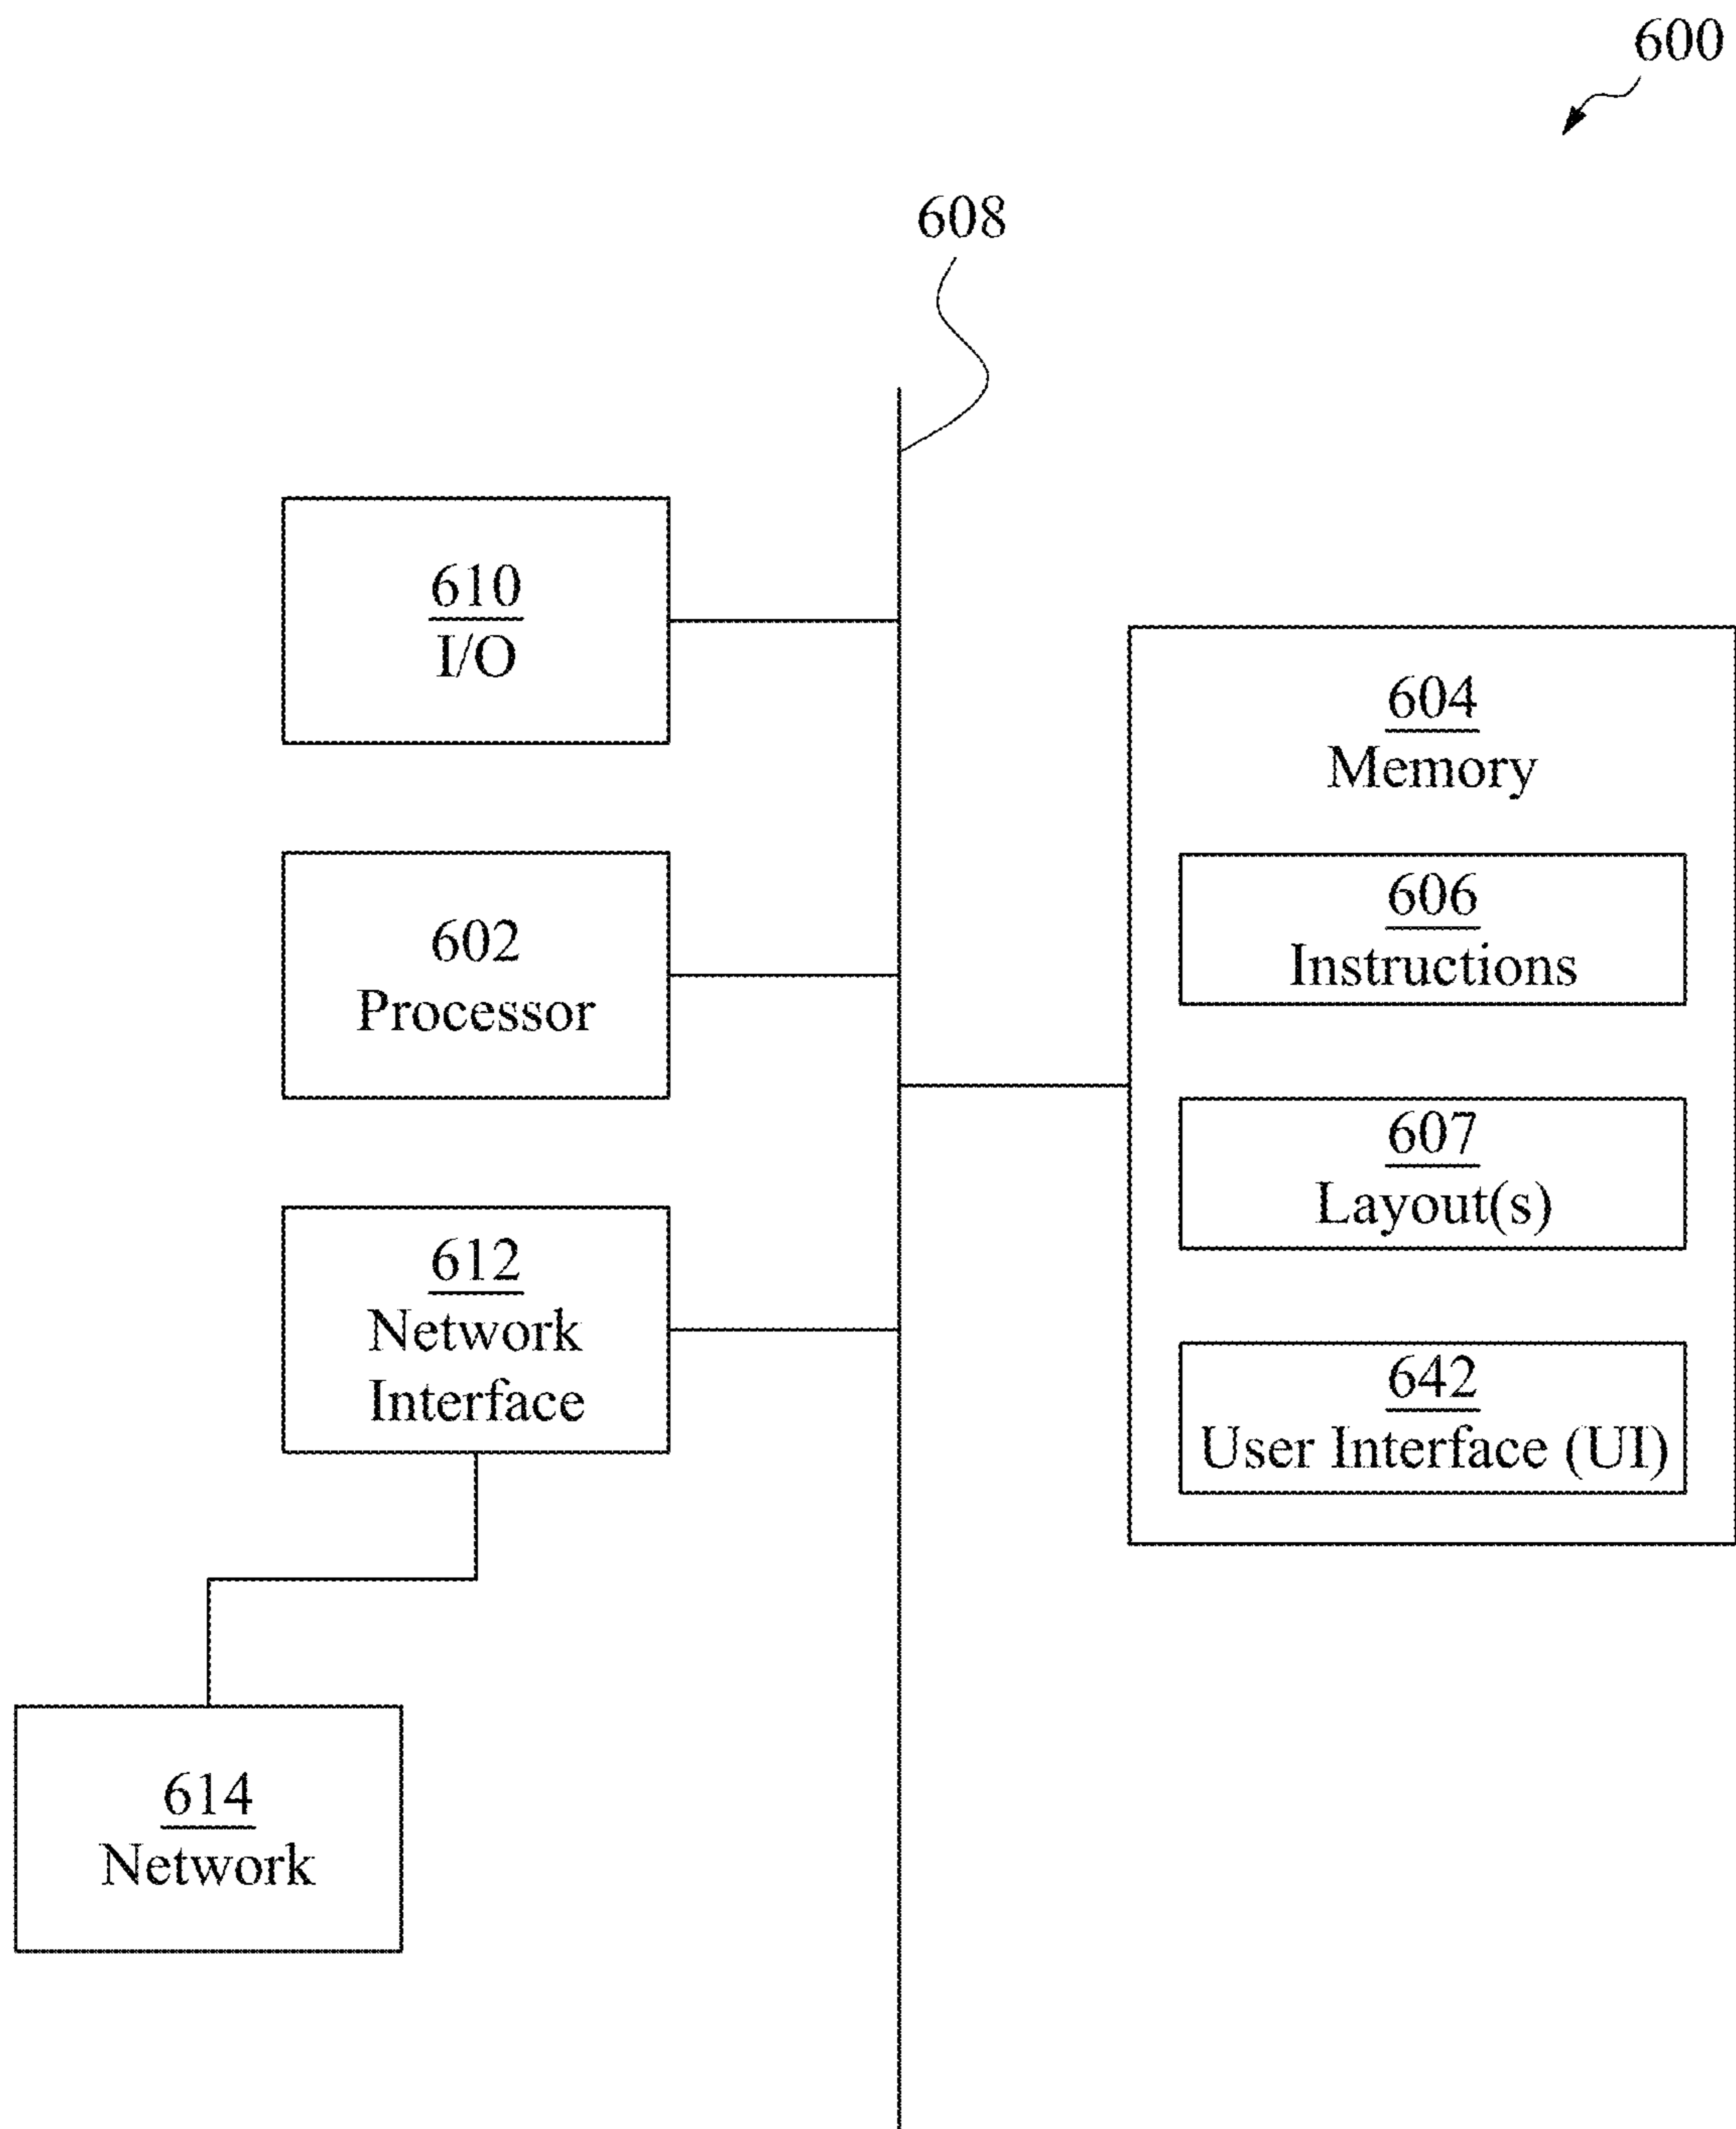 600
608
610
I/O
602
Processor
612
Network
Interface
614
Network
604
Memory
606
Instructions
607
Layout(s)
642
User Interface (UI)